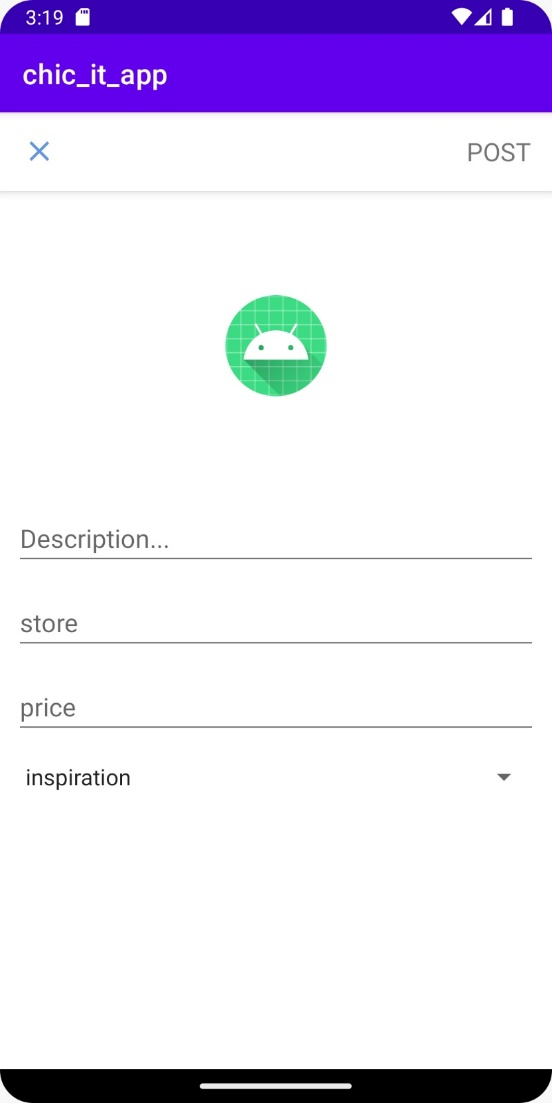 3:19
chic_it_app
POST
Description...
store
price
inspiration